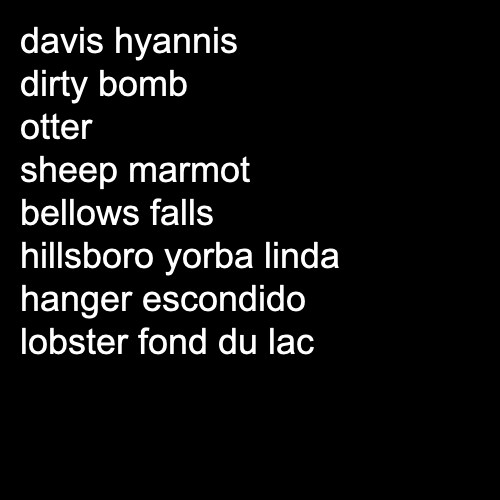 davis hyannis
dirty bomb
otter
sheep marmot
bellows falls
hillsboro yorba linda
hanger escondido
lobster fond du lac